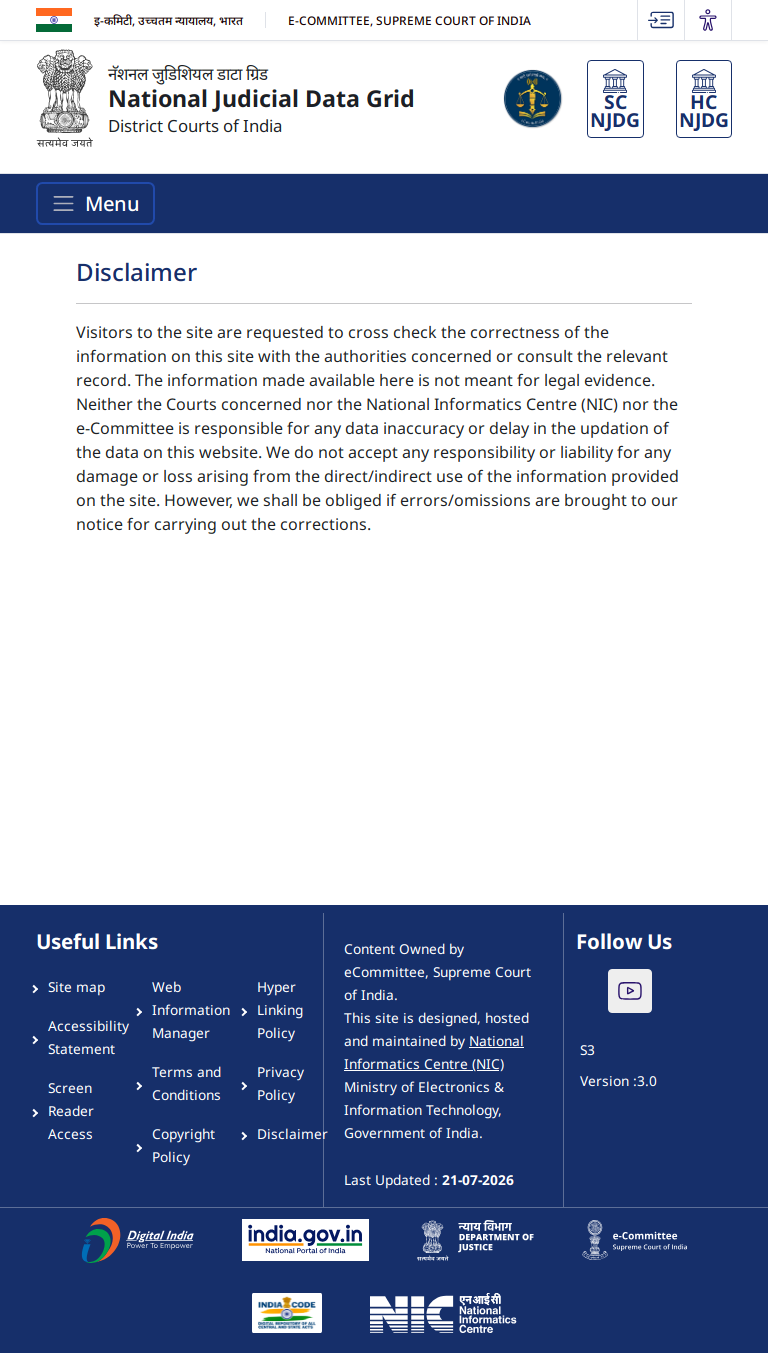 इ-कमिटी, उच्चतम न्यायालय, भारत
E-COMMITTEE, SUPREME COURT OF INDIA
नॅशनल जुडिशियल डाटा ग्रिड
National Judicial Data Grid
District Courts of India
सत्यमेव जयते
SC
NJDG
HC
NJDG
Menu
Disclaimer
Visitors to the site are requested to cross check the correctness of the
information on this site with the authorities concerned or consult the relevant
record. The information made available here is not meant for legal evidence.
Neither the Courts concerned nor the National Informatics Centre (NIC) nor the
e-Committee is responsible for any data inaccuracy or delay in the updation of
the data on this website. We do not accept any responsibility or liability for any
damage or loss arising from the direct/indirect use of the information provided
on the site. However, we shall be obliged if errors/omissions are brought to our
notice for carrying out the corrections.
Useful Links
Site map
Accessibility
Statement
Screen
Reader
Access
Web
Information
Manager
Terms and
Conditions
Copyright
Policy
Hyper
Linking
Policy
Privacy
Policy
Disclaimer
Content Owned by
eCommittee, Supreme Court
of India.
This site is designed, hosted
and maintained by National
Informatics Centre (NIC)
Ministry of Electronics &
Information Technology,
Government of India.
Last Updated : 21-07-2026
Follow Us
S3
Version :3.0
Digital India
Power To Empower
india.gov.in
National Portal of India
सत्यमेव जयते
न्याय विभाग
DEPARTMENT OF
JUSTICE
e-Committee
Supreme Court of India
INDIA CODE
DIGITAL REPOSITORY OF ALL
CENTRAL AND STATE ACTS
NIC
एनआईसी
National
Informatics
Centre